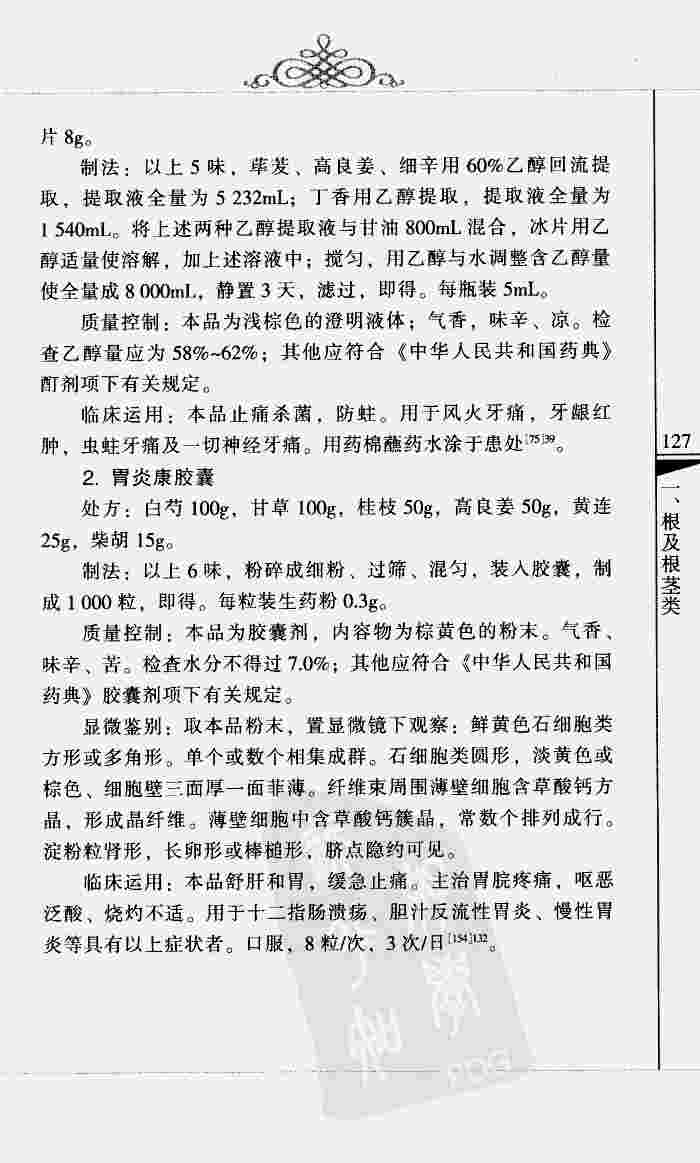 片 8g。
制法：以上 5 味，荜茇、高良姜、细辛用 60%乙醇回流提
取，提取液全量为 5 232mL；丁香用乙醇提取，提取液全量为
1 540mL。将上述两种乙醇提取液与甘油 800mL 混合，冰片用乙
醇适量使溶解，加上述溶液中；搅匀，用乙醇与水调整含乙醇量
使全量成 8 000mL，静置 3 天，滤过，即得。每瓶装 5mL。
质量控制：本品为浅棕色的澄明液体；气香，味辛、凉。检
查乙醇量应为 58%~62%；其他应符合《中华人民共和国药典》
酊剂项下有关规定。
临床运用：本品止痛杀菌，防蛀。用于风火牙痛，牙龈红
肿，虫蛀牙痛及一切神经牙痛。用药棉蘸药水涂于患处[75]39。
2. 胃炎康胶囊
处方：白芍 100g，甘草 100g，桂枝 50g，高良姜 50g，黄连
25g，柴胡 15g。
制法：以上 6 味，粉碎成细粉、过筛、混匀，装入胶囊，制
成 1 000 粒，即得。每粒装生药粉 0.3g。
质量控制：本品为胶囊剂，内容物为棕黄色的粉末。气香、
味辛、苦。检查水分不得过 7.0%；其他应符合《中华人民共和国
药典》胶囊剂项下有关规定。
显微鉴别：取本品粉末，置显微镜下观察：鲜黄色石细胞类
方形或多角形。单个或数个相集成群。石细胞类圆形，淡黄色或
棕色、细胞壁三面厚一面菲薄。纤维束周围薄壁细胞含草酸钙方
晶，形成晶纤维。薄壁细胞中含草酸钙簇晶，常数个排列成行。
淀粉粒肾形，长卵形或棒槌形，脐点隐约可见。
临床运用：本品舒肝和胃，缓急止痛。主治胃脘疼痛，呕恶
泛酸、烧灼不适。用于十二指肠溃疡、胆汁反流性胃炎、慢性胃
炎等具有以上症状者。口服，8 粒/次，3 次/日[154]132。
127
一、根及根茎类
PDG